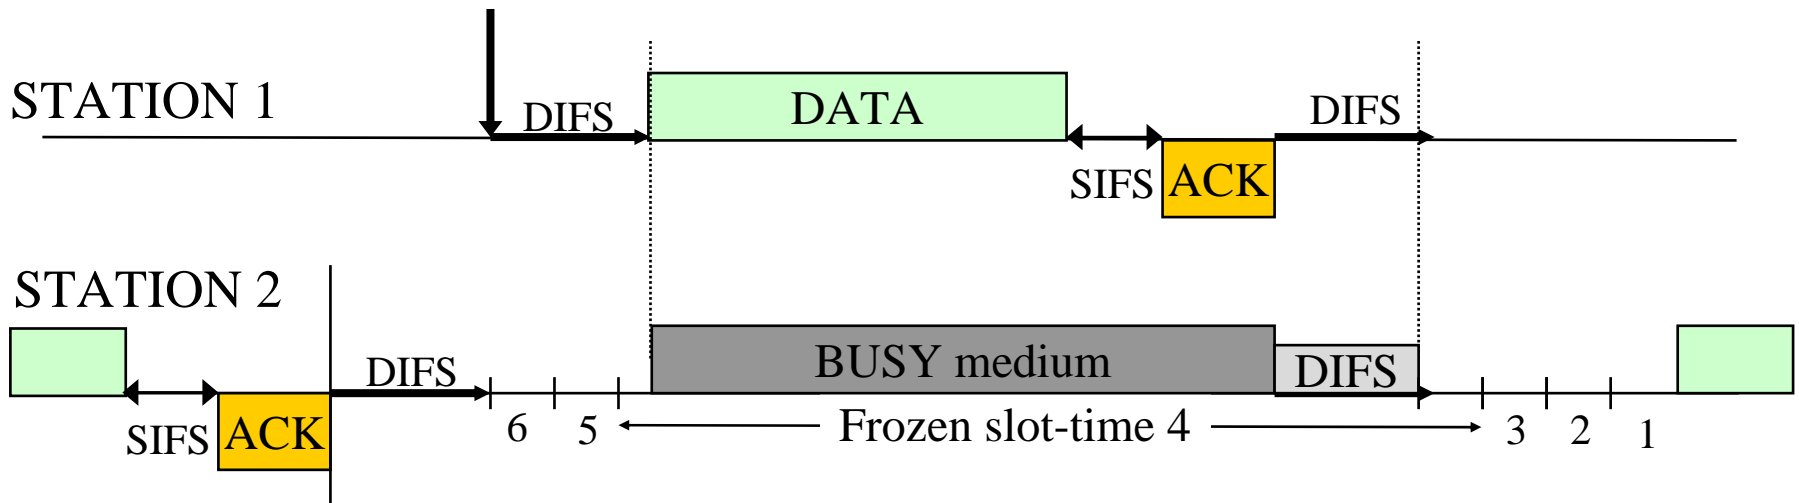 STATION 1
DIFS
DATA
DIFS
SIFS
ACK
STATION 2
DIFS
BUSY medium
DIFS
SIFS
ACK
6
5
Frozen slot-time 4
3
2
1